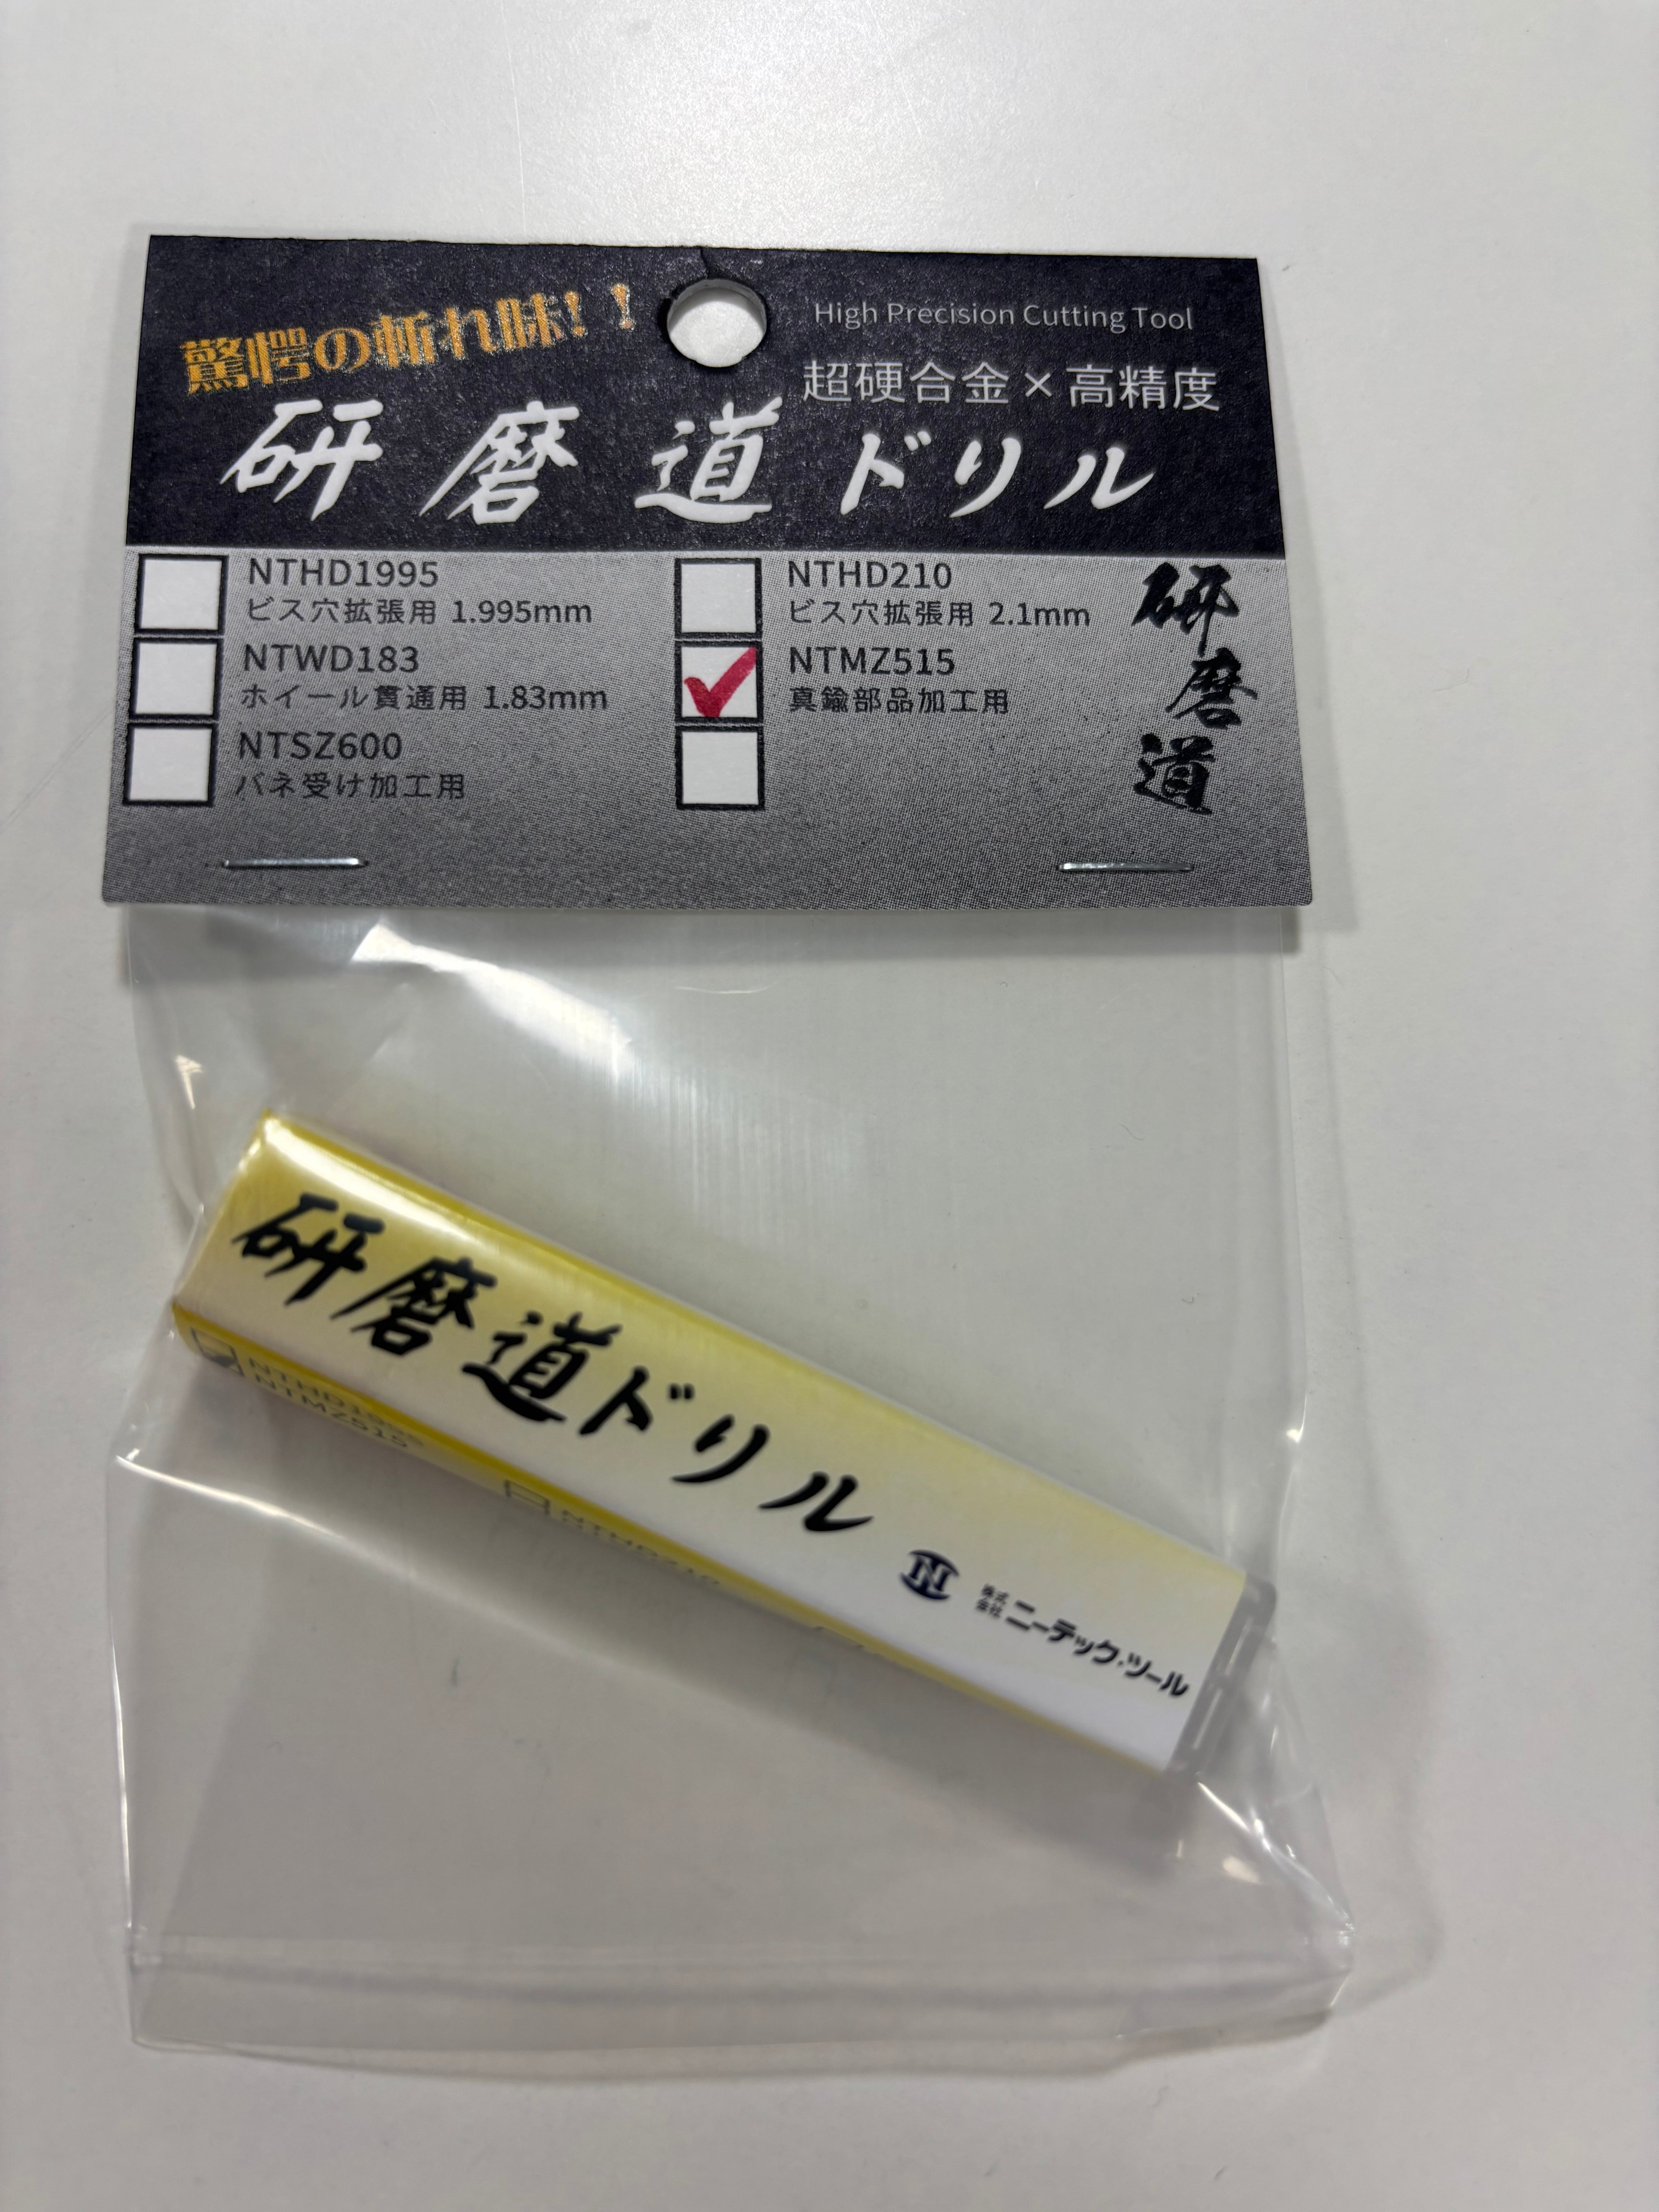 驚愕の斬れ味！！
High Precision Cutting Tool
超硬合金×高精度
研磨道ドリル
NTHD1995
ビス穴拡張用 1.995mm
NTHD210
ビス穴拡張用 2.1mm
NTWD183
ホイール貫通用 1.83mm
NTMZ515
真鍮部品加工用
NTSZ600
バネ受け加工用
研磨道
研磨道ドリル
NTHD1995
NTMZ515
NTHD210
N
株式会社 ニーテック・ツール